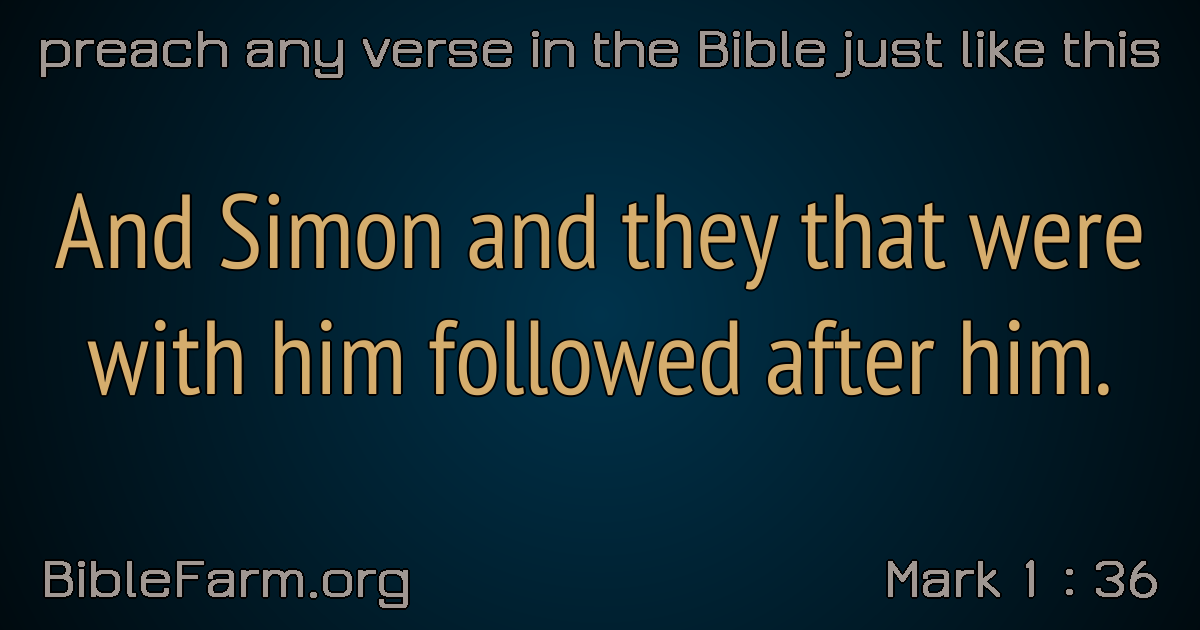 preach any verse in the Bible just like this
And Simon and they that were
with him followed after him.
BibleFarm.org
Mark 1 : 36